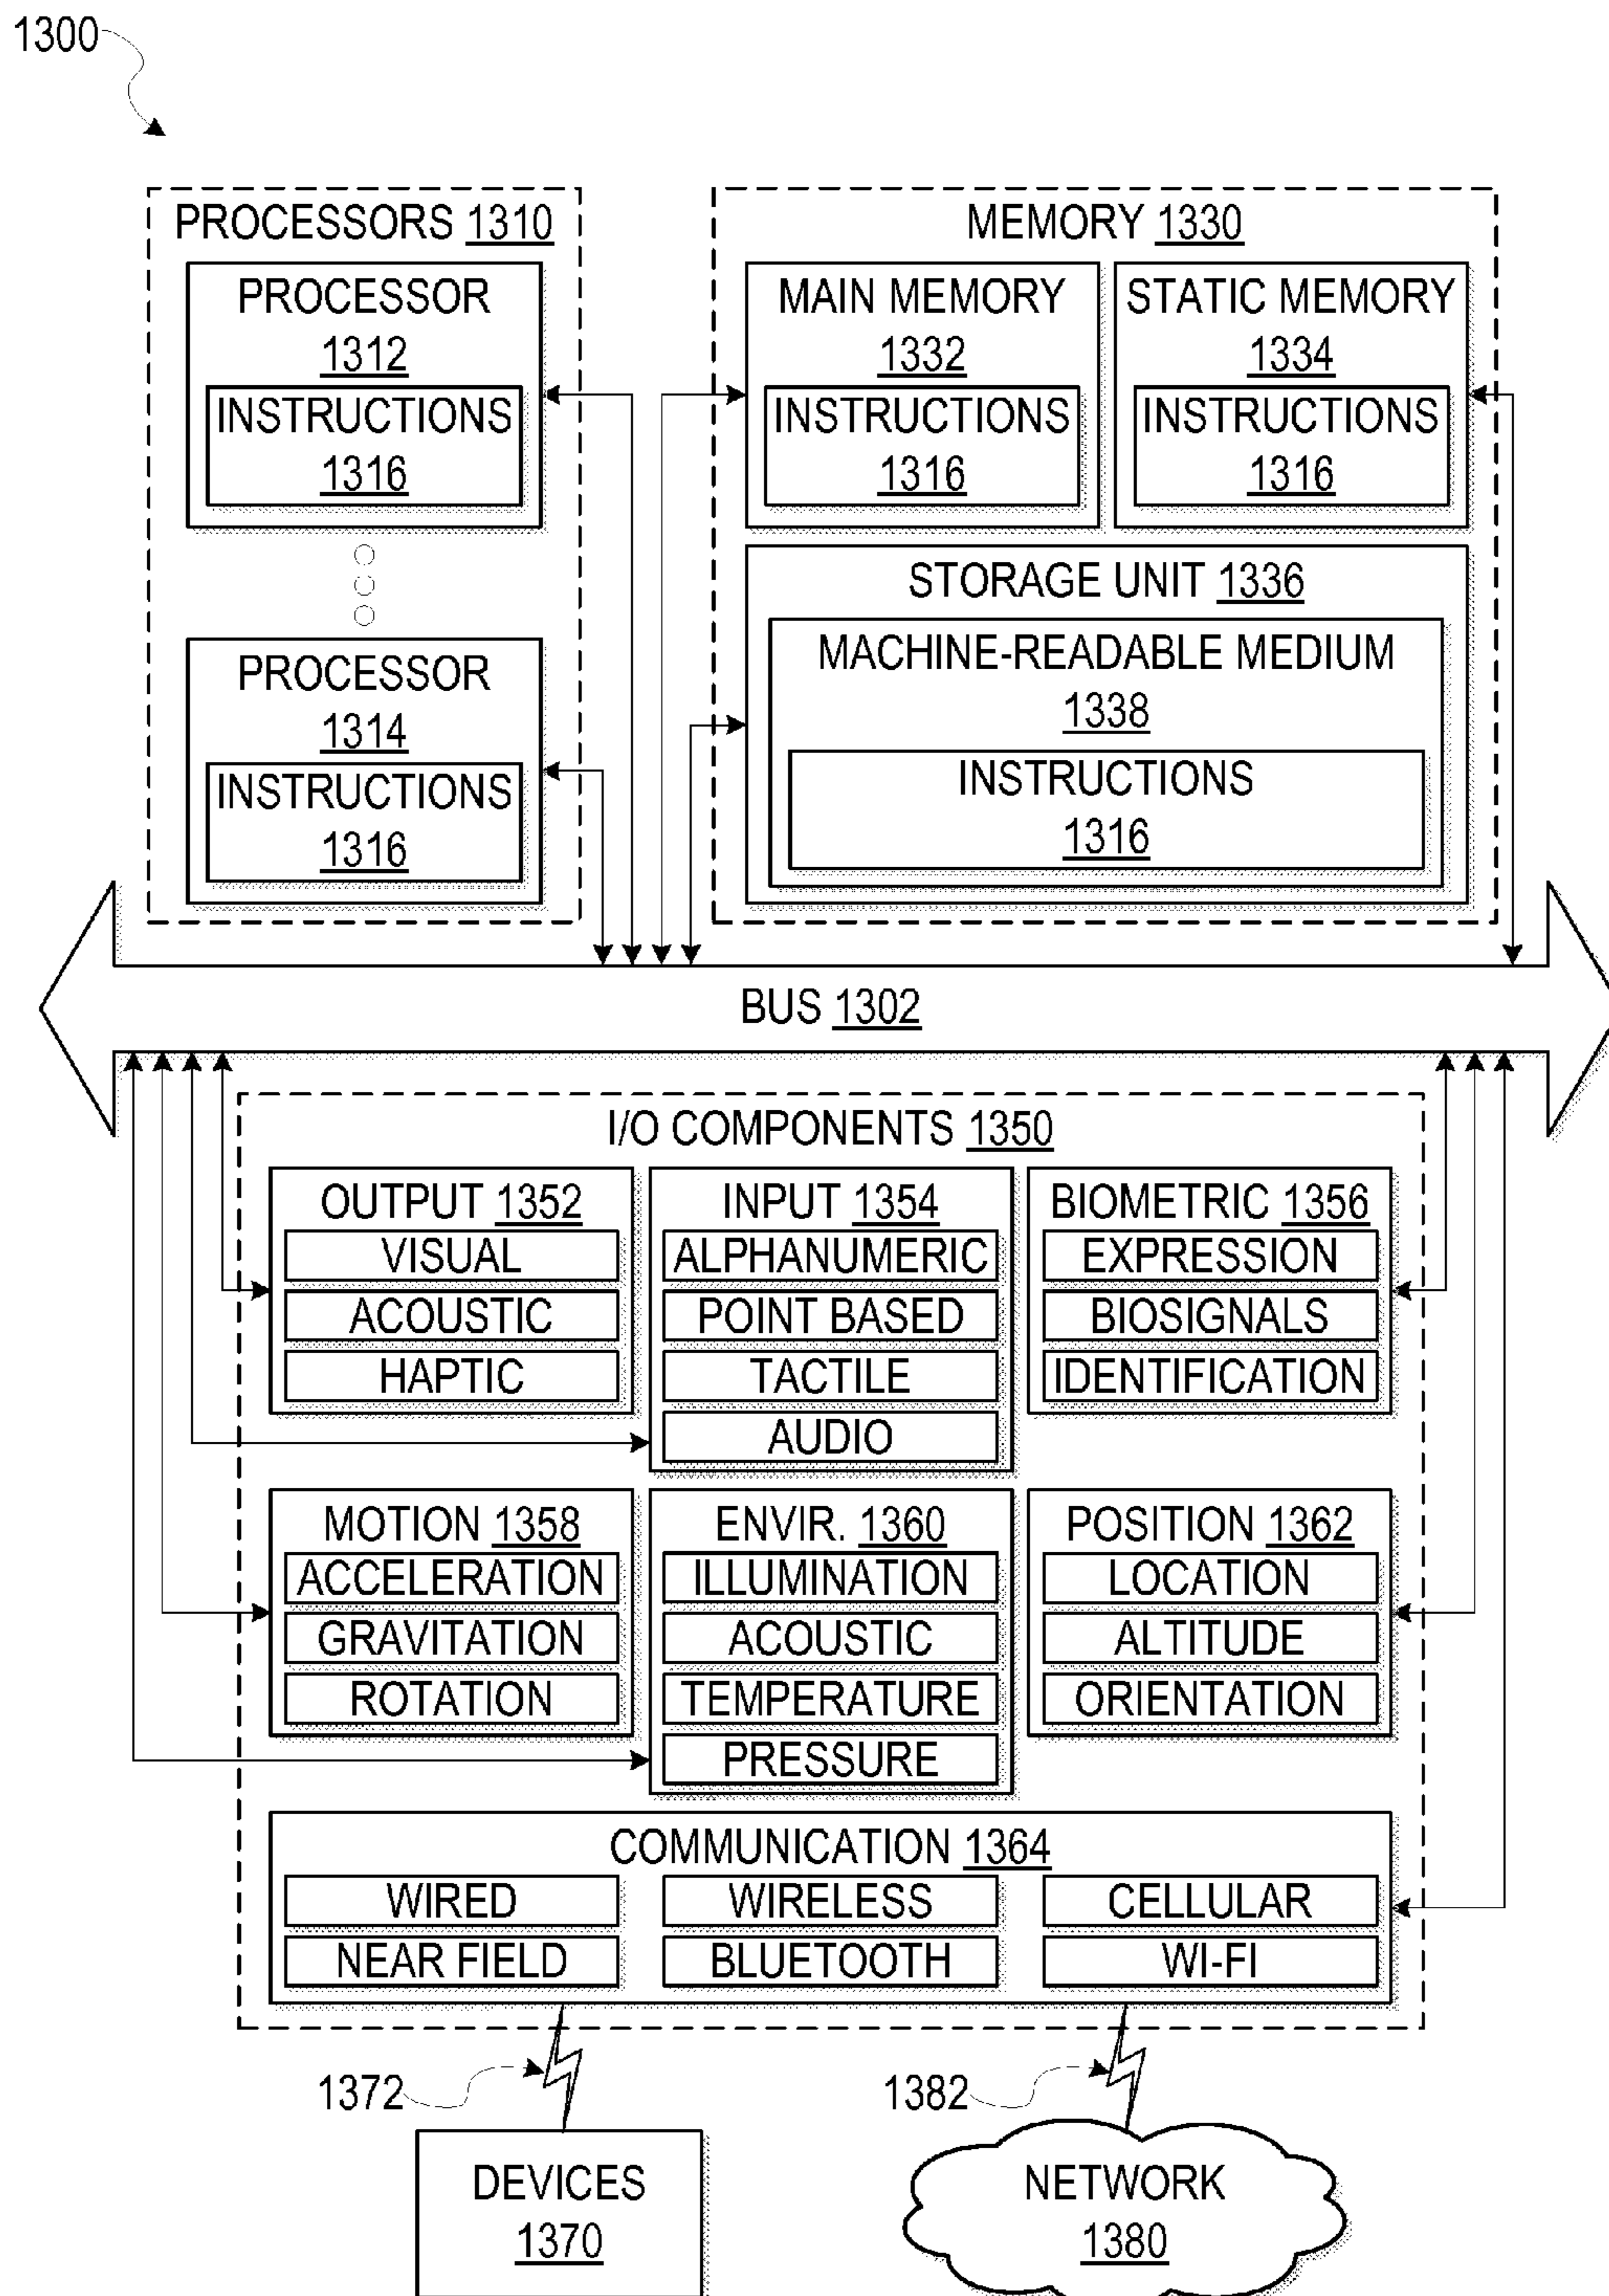 1300
PROCESSORS 1310
PROCESSOR
1312
INSTRUCTIONS
1316
PROCESSOR
1314
INSTRUCTIONS
1316
MEMORY 1330
MAIN MEMORY
1332
INSTRUCTIONS
1316
STATIC MEMORY
1334
INSTRUCTIONS
1316
STORAGE UNIT 1336
MACHINE-READABLE MEDIUM
1338
INSTRUCTIONS
1316
BUS 1302
I/O COMPONENTS 1350
OUTPUT 1352
VISUAL
ACOUSTIC
HAPTIC
INPUT 1354
ALPHANUMERIC
POINT BASED
TACTILE
AUDIO
BIOMETRIC 1356
EXPRESSION
BIOSIGNALS
IDENTIFICATION
MOTION 1358
ACCELERATION
GRAVITATION
ROTATION
ENVIR. 1360
ILLUMINATION
ACOUSTIC
TEMPERATURE
PRESSURE
POSITION 1362
LOCATION
ALTITUDE
ORIENTATION
COMMUNICATION 1364
WIRED
WIRELESS
CELLULAR
NEAR FIELD
BLUETOOTH
WI-FI
1372
1382
DEVICES
1370
NETWORK
1380